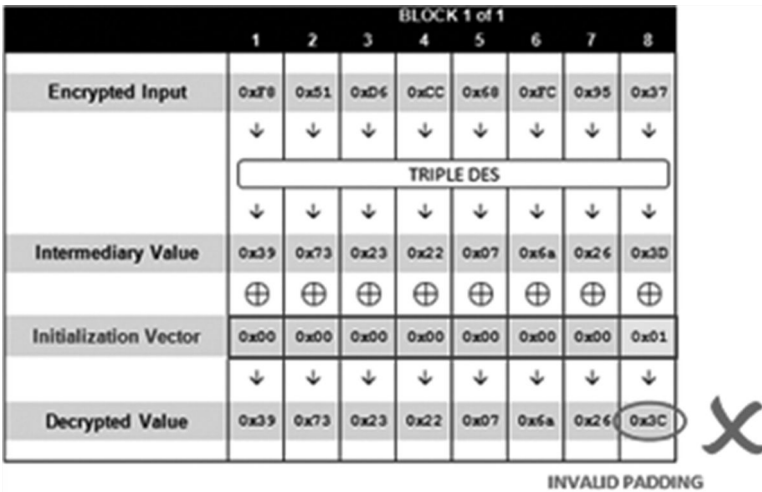 BLOCK 1 of 1
1 2 3 4 5 6 7 8
Encrypted Input 0xF8 0x51 0xD6 0xCC 0x68 0xFC 0x95 0x37
TRIPLE DES
Intermediary Value 0x39 0x73 0x23 0x22 0x07 0x6a 0x26 0x3D
Initialization Vector 0x00 0x00 0x00 0x00 0x00 0x00 0x00 0x01
Decrypted Value 0x39 0x73 0x23 0x22 0x07 0x6a 0x26 0x3C
INVALID PADDING